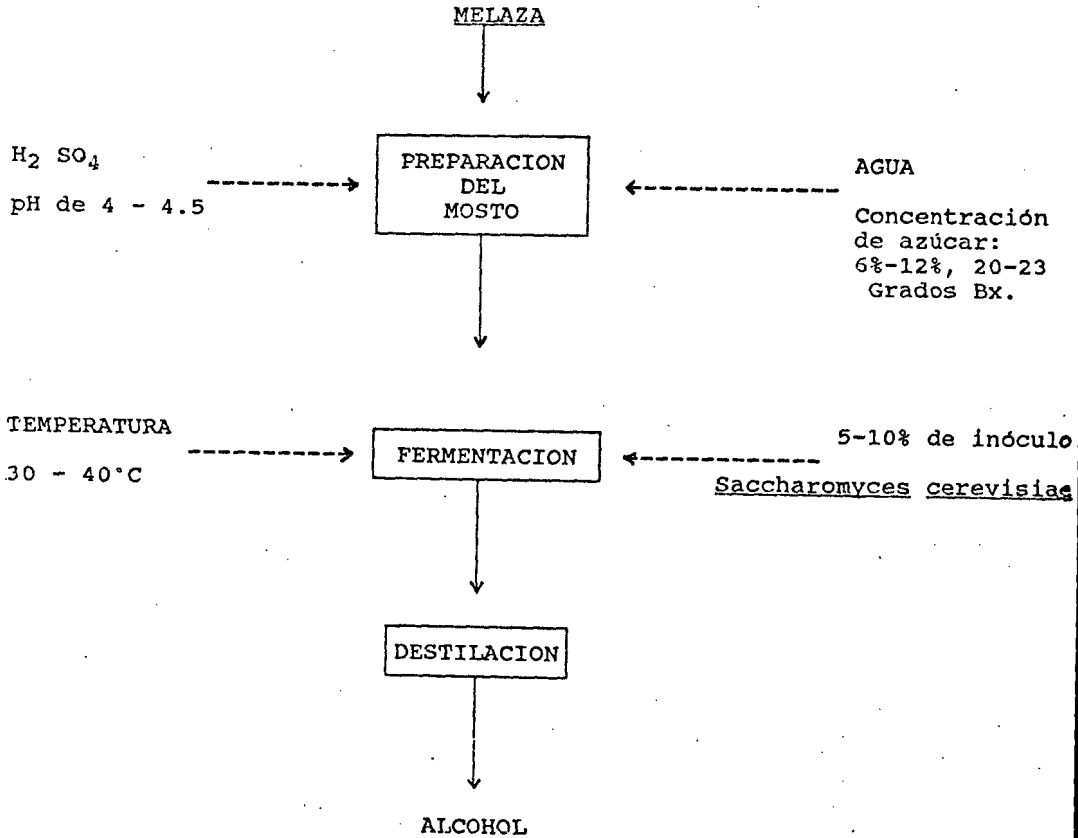 MELAZA
H₂ SO₄
pH de 4 - 4.5
PREPARACION
DEL
MOSTO
AGUA
Concentración
de azúcar:
6%-12%, 20-23
Grados Bx.
TEMPERATURA
30 - 40°C
FERMENTACION
5-10% de inóculo
Saccharomyces cerevisiae
DESTILACION
ALCOHOL